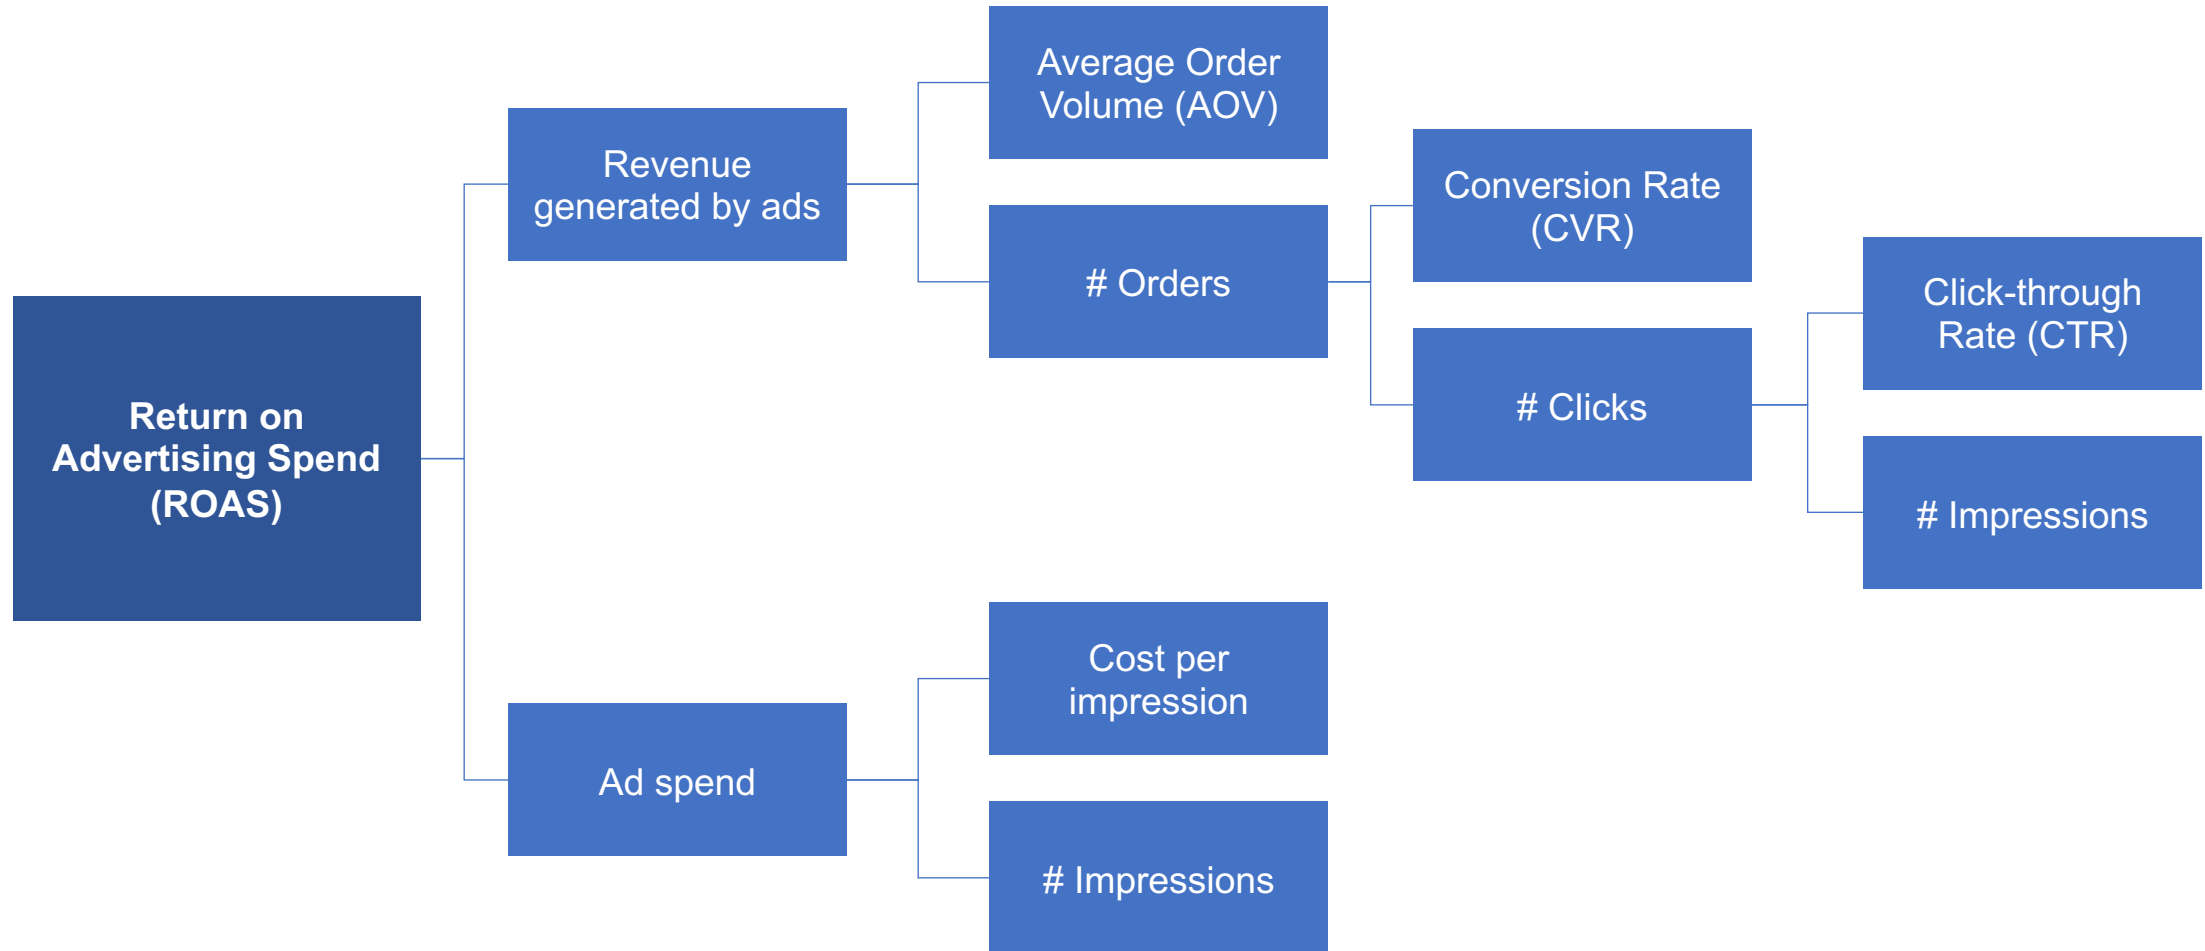 Return on
Advertising Spend
(ROAS)
Revenue
generated by ads
Average Order
Volume (AOV)
# Orders
Conversion Rate
(CVR)
# Clicks
Click-through
Rate (CTR)
# Impressions
Ad spend
Cost per
impression
# Impressions